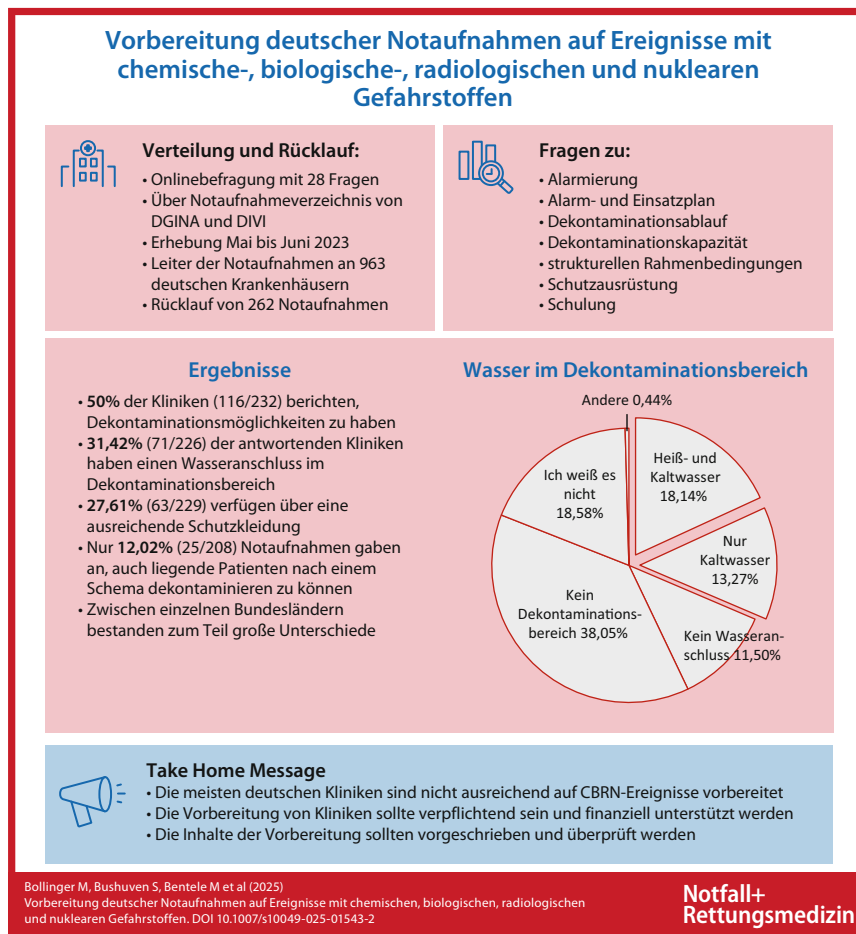 Vorbereitung deutscher Notaufnahmen auf Ereignisse mit
chemische-, biologische-, radiologischen und nuklearen
Gefahrstoffen
Verteilung und Rücklauf:
• Onlinebefragung mit 28 Fragen
• Über Notaufnahmeverzeichnis von
DGINA und DIVI
• Erhebung Mai bis Juni 2023
• Leiter der Notaufnahmen an 963
deutschen Krankenhäusern
• Rücklauf von 262 Notaufnahmen
Fragen zu:
• Alarmierung
• Alarm- und Einsatzplan
• Dekontaminationsablauf
• Dekontaminationskapazität
• strukturellen Rahmenbedingungen
• Schutzausrüstung
• Schulung
Ergebnisse
• 50% der Kliniken (116/232) berichten,
Dekontaminationsmöglichkeiten zu haben
• 31,42% (71/226) der antwortenden Kliniken
haben einen Wasseranschluss im
Dekontaminationsbereich
• 27,61% (63/229) verfügen über eine
ausreichende Schutzkleidung
• Nur 12,02% (25/208) Notaufnahmen gaben
an, auch liegende Patienten nach einem
Schema dekontaminieren zu können
• Zwischen einzelnen Bundesländern
bestanden zum Teil große Unterschiede
Wasser im Dekontaminationsbereich
Andere 0,44%
Heiß- und
Kaltwasser
18,14%
Nur
Kaltwasser
13,27%
Kein Wasseran-
schluss 11,50%
Kein
Dekontaminations-
bereich 38,05%
Ich weiß es
nicht
18,58%
Take Home Message
• Die meisten deutschen Kliniken sind nicht ausreichend auf CBRN-Ereignisse vorbereitet
• Die Vorbereitung von Kliniken sollte verpflichtend sein und finanziell unterstützt werden
• Die Inhalte der Vorbereitung sollten vorgeschrieben und überprüft werden
Bollinger M, Bushuven S, Bentele M et al (2025)
Vorbereitung deutscher Notaufnahmen auf Ereignisse mit chemischen, biologischen, radiologischen
und nuklearen Gefahrstoffen. DOI 10.1007/s10049-025-01543-2
Notfall+
Rettungsmedizin